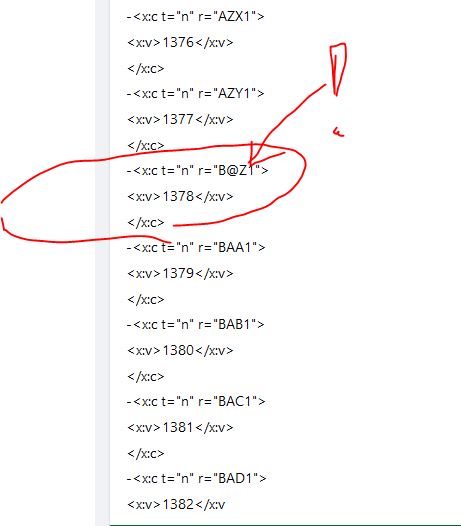 -<x:c t="n" r="AZX1">
<x:v>1376</x:v>
</x:c>
-<x:c t="n" r="AZY1">
<x:v>1377</x:v>
</x:c>
-<x:c t="n" r="B@Z1">
<x:v>1378</x:v>
</x:c>
-<x:c t="n" r="BAA1">
<x:v>1379</x:v>
</x:c>
-<x:c t="n" r="BAB1">
<x:v>1380</x:v>
</x:c>
-<x:c t="n" r="BAC1">
<x:v>1381</x:v>
</x:c>
-<x:c t="n" r="BAD1">
<x:v>1382</x:v